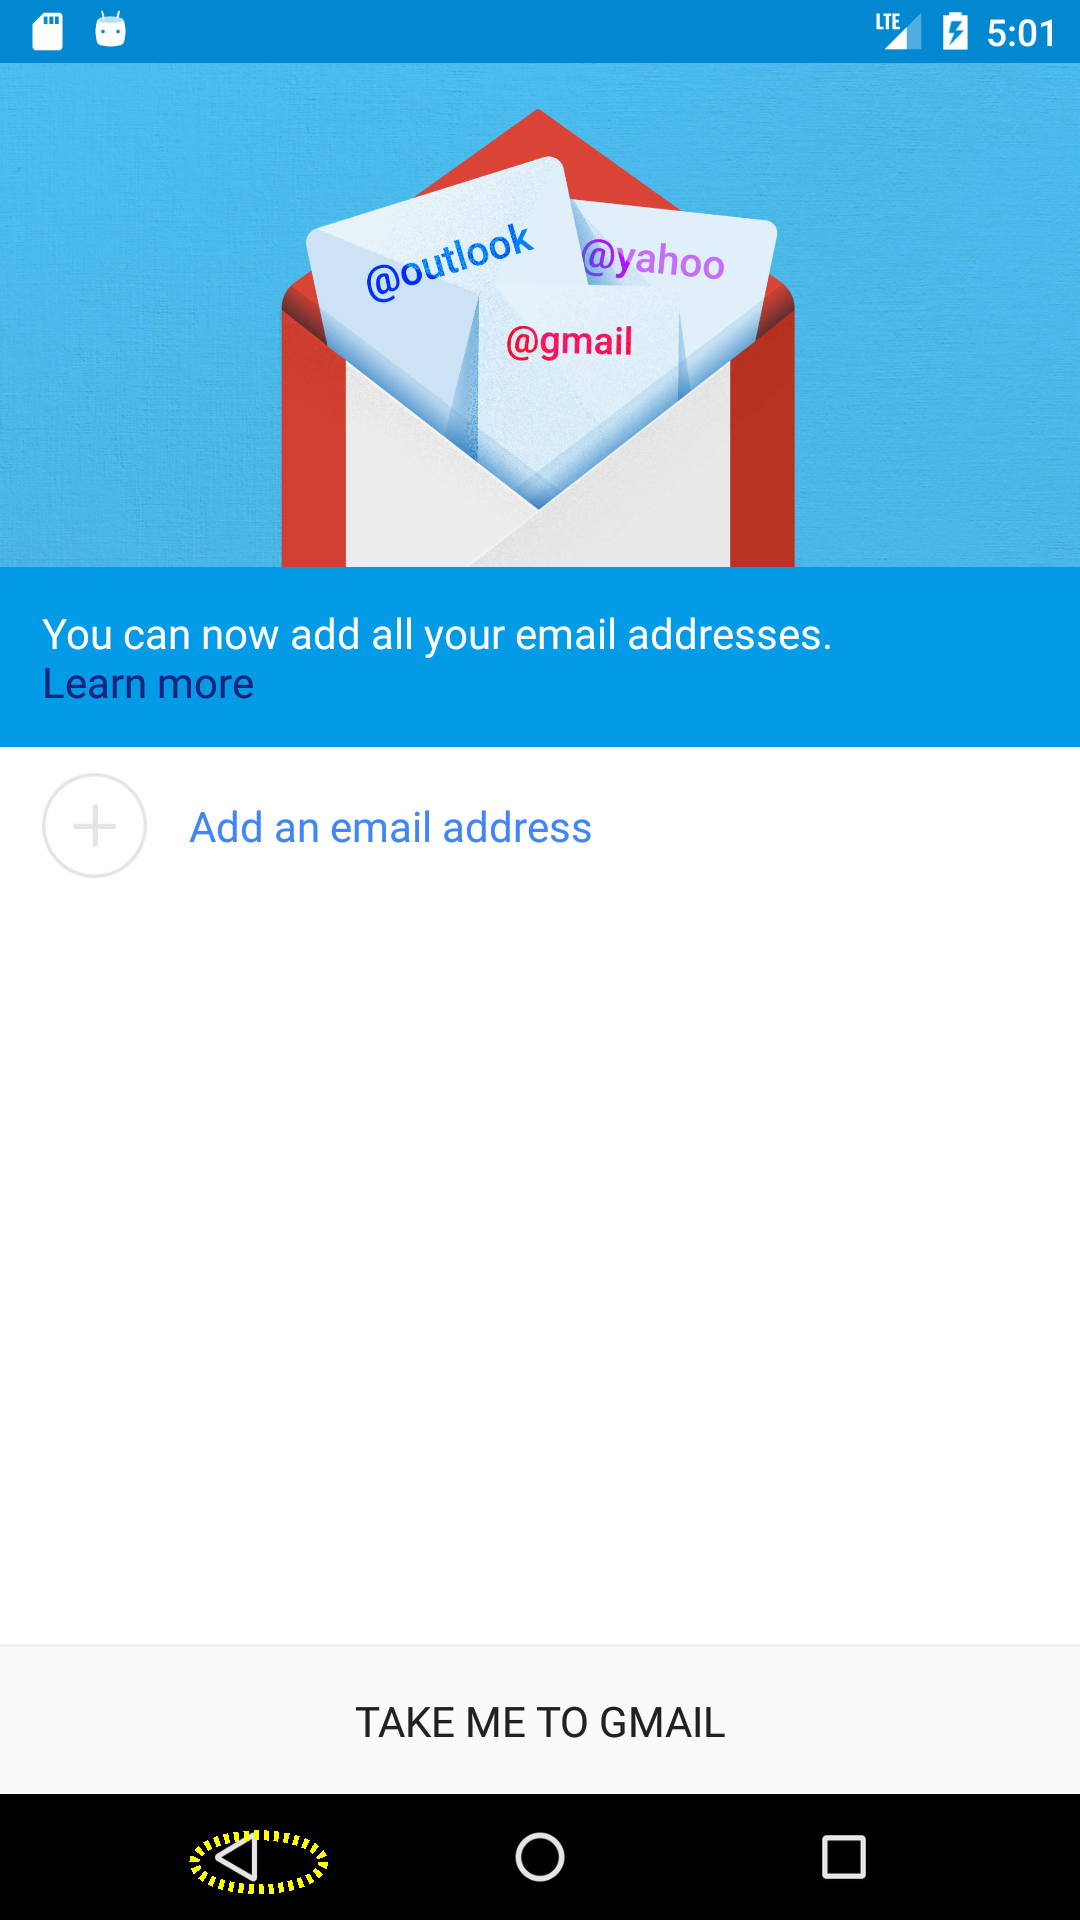 LTE 5:01
@outlook
@yahoo
@gmail
You can now add all your email addresses.
Learn more
Add an email address
TAKE ME TO GMAIL